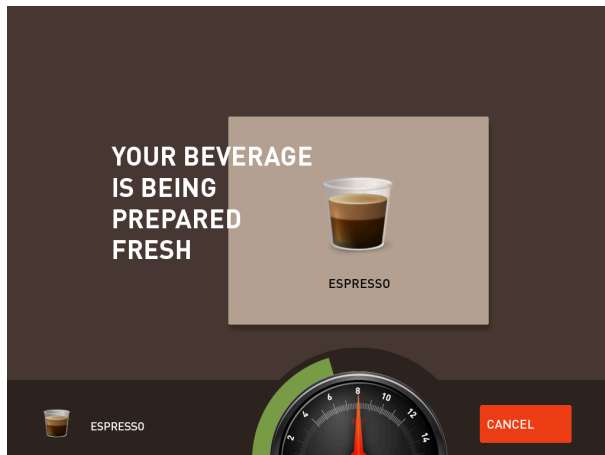 YOUR BEVERAGE
IS BEING
PREPARED
FRESH
ESPRESSO
2 4 6 8 10 12 14
ESPRESSO
CANCEL